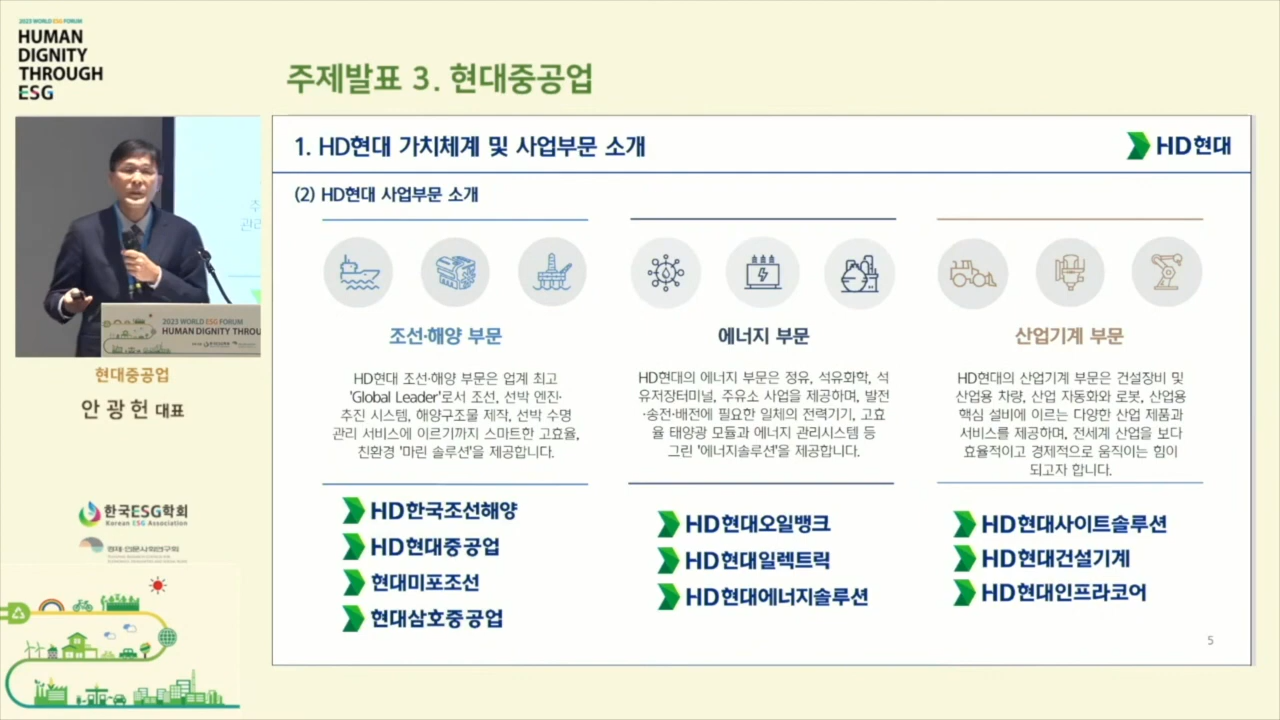 2023 WORLD ESG FORUM
HUMAN
DIGNITY
THROUGH
ESG
주제발표 3. 현대중공업
1. HD현대 가치체계 및 사업부문 소개
HD현대
(2) HD현대 사업부문 소개
조선·해양 부문
HD현대 조선·해양 부문은 업계 최고
'Global Leader'로서 조선, 선박 엔진·
추진 시스템, 해양구조물 제작, 선박 수명
관리 서비스에 이르기까지 스마트한 고효율,
친환경 '마린 솔루션'을 제공합니다.
HD한국조선해양
HD현대중공업
현대미포조선
현대삼호중공업
에너지 부문
HD현대의 에너지 부문은 정유, 석유화학, 석
유저장터미널, 주유소 사업을 제공하며, 발전
·송전·배전에 필요한 일체의 전력기기, 고효
율 태양광 모듈과 에너지 관리시스템 등
그린 '에너지솔루션'을 제공합니다.
HD현대오일뱅크
HD현대일렉트릭
HD현대에너지솔루션
산업기계 부문
HD현대의 산업기계 부문은 건설장비 및
산업용 차량, 산업 자동화와 로봇, 산업용
핵심 설비에 이르는 다양한 산업 제품과
서비스를 제공하며, 전세계 산업을 보다
효율적이고 경제적으로 움직이는 힘이
되고자 합니다.
HD현대사이트솔루션
HD현대건설기계
HD현대인프라코어
5
주
관리
2023 WORLD ESG FORUM
HUMAN DIGNITY THROU
현대중공업
안광헌 대표
한국ESG학회
Korean ESG Association
경제·인문사회연구회